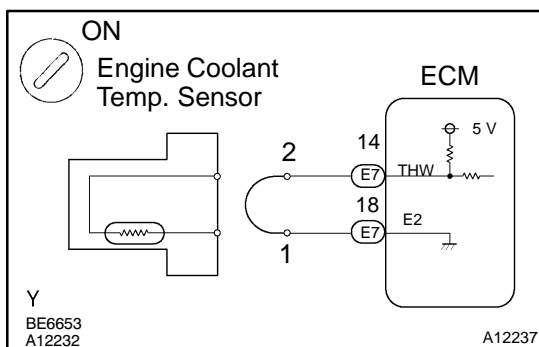 ON
Engine Coolant
Temp. Sensor
ECM
5 V
2
14
E7
THW
18
E7
E2
1
Y
BE6653
A12232
A12237